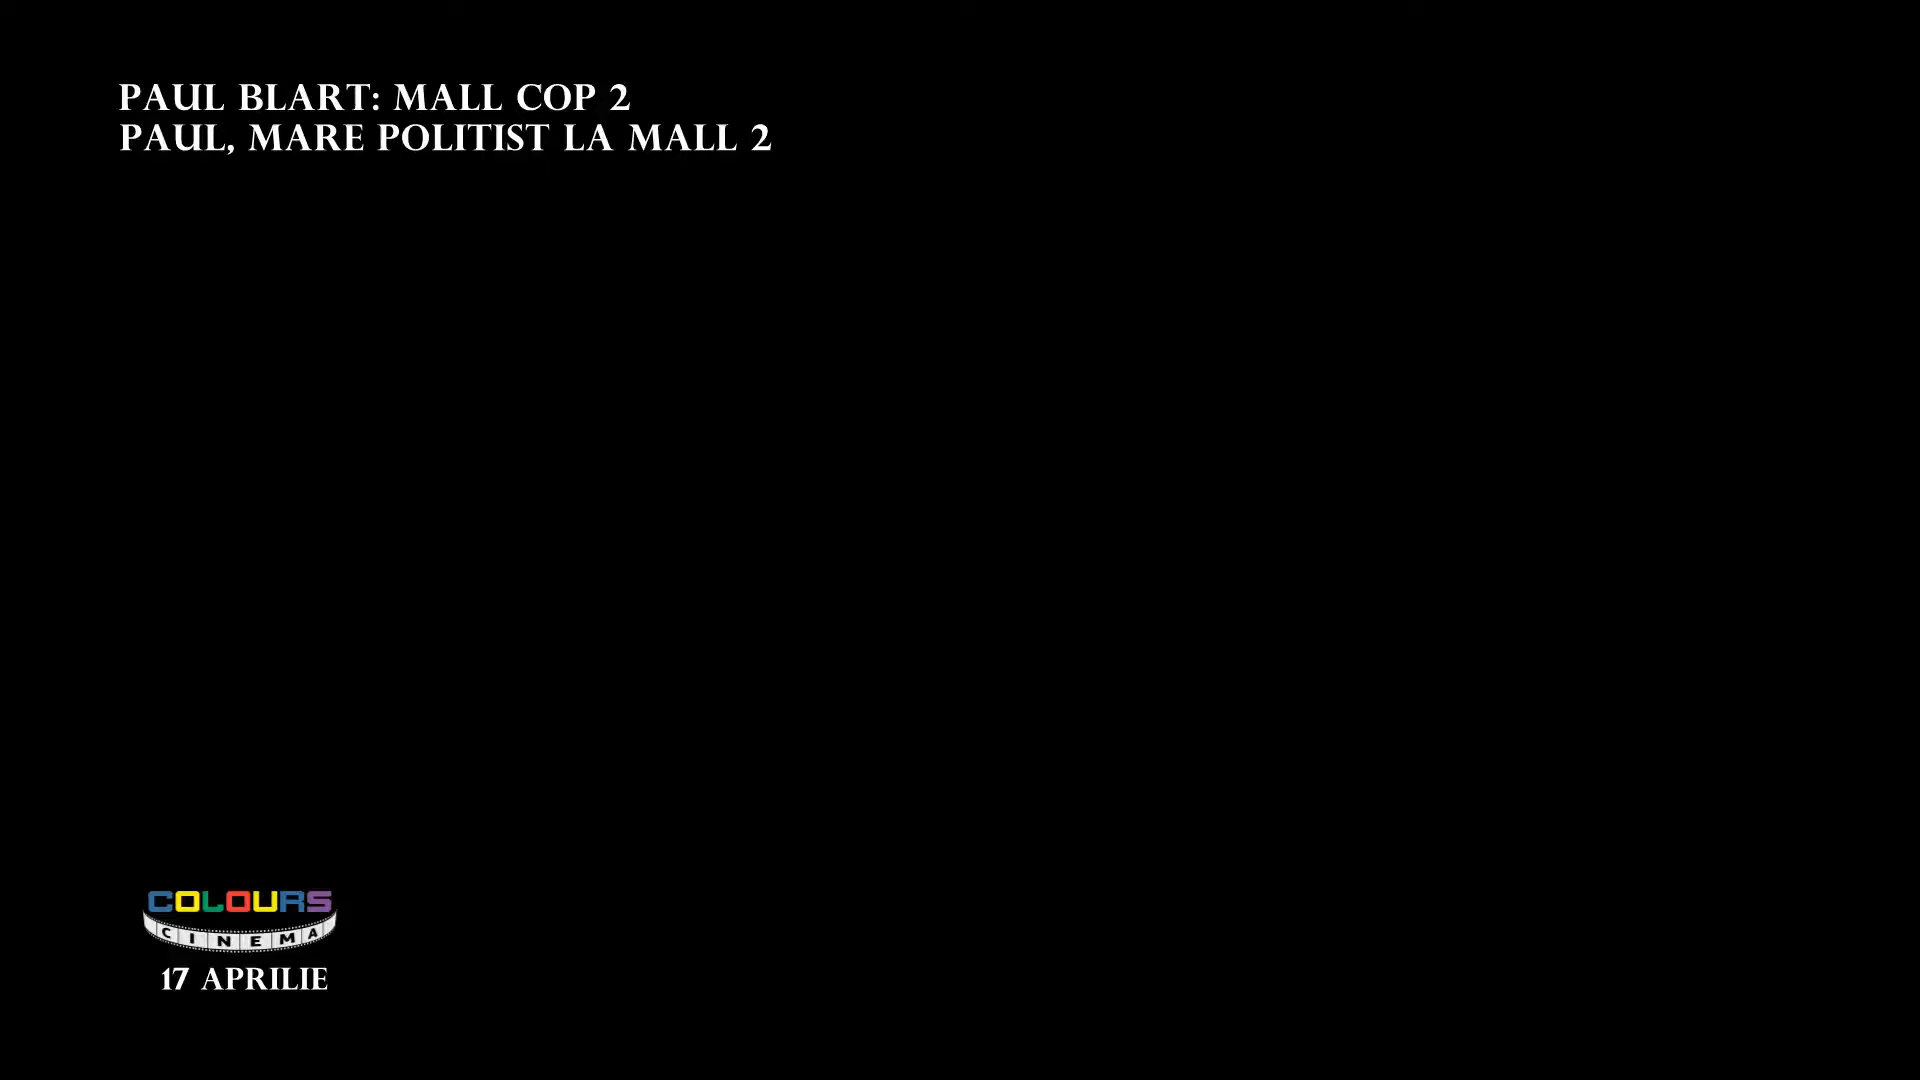 PAUL BLART: MALL COP 2
PAUL, MARE POLITIST LA MALL 2
COLOURS
CINEMA
17 APRILIE